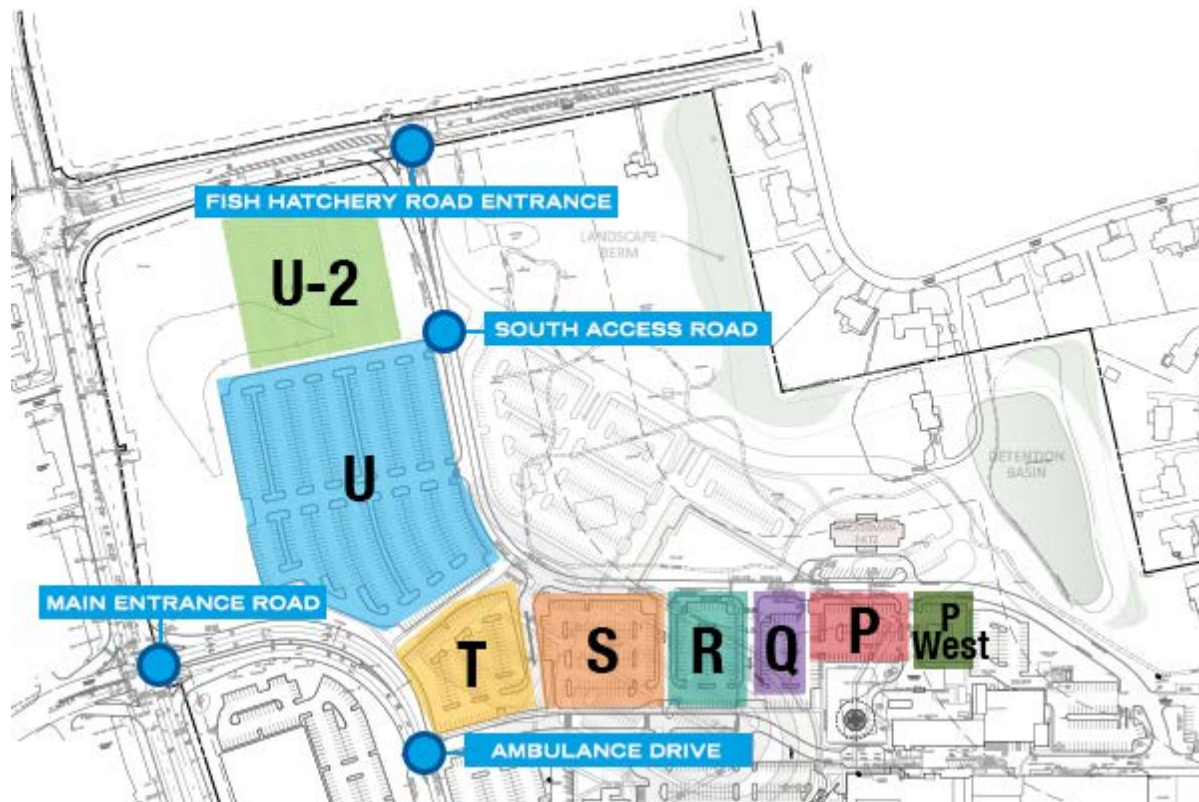 FISH HATCHERY ROAD ENTRANCE
LANDSCAPE
BERM
U-2
SOUTH ACCESS ROAD
U
DETENTION
BASIN
MAIN ENTRANCE ROAD
T
S
R
Q
P
P
West
AMBULANCE DRIVE